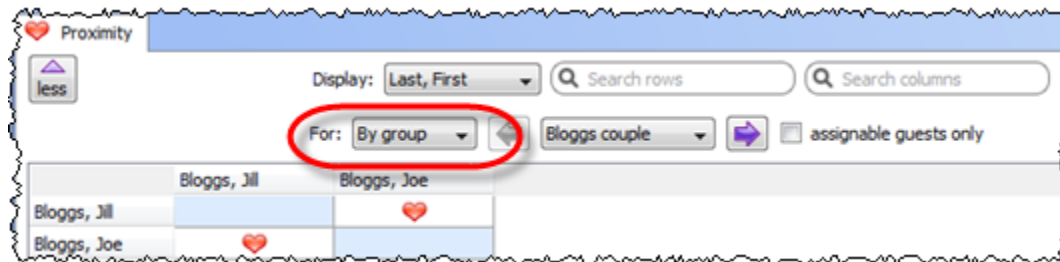 Proximity
less Display: Last, First Search rows Search columns
For: By group Bloggs couple assignable guests only
Bloggs, Jill Bloggs, Joe
Bloggs, Jill
Bloggs, Joe